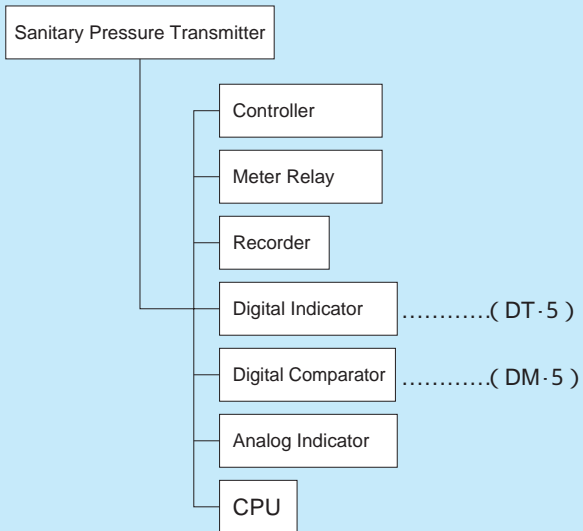 Sanitary Pressure Transmitter
Controller
Meter Relay
Recorder
Digital Indicator ............( DT·5 )
Digital Comparator ............( DM·5 )
Analog Indicator
CPU